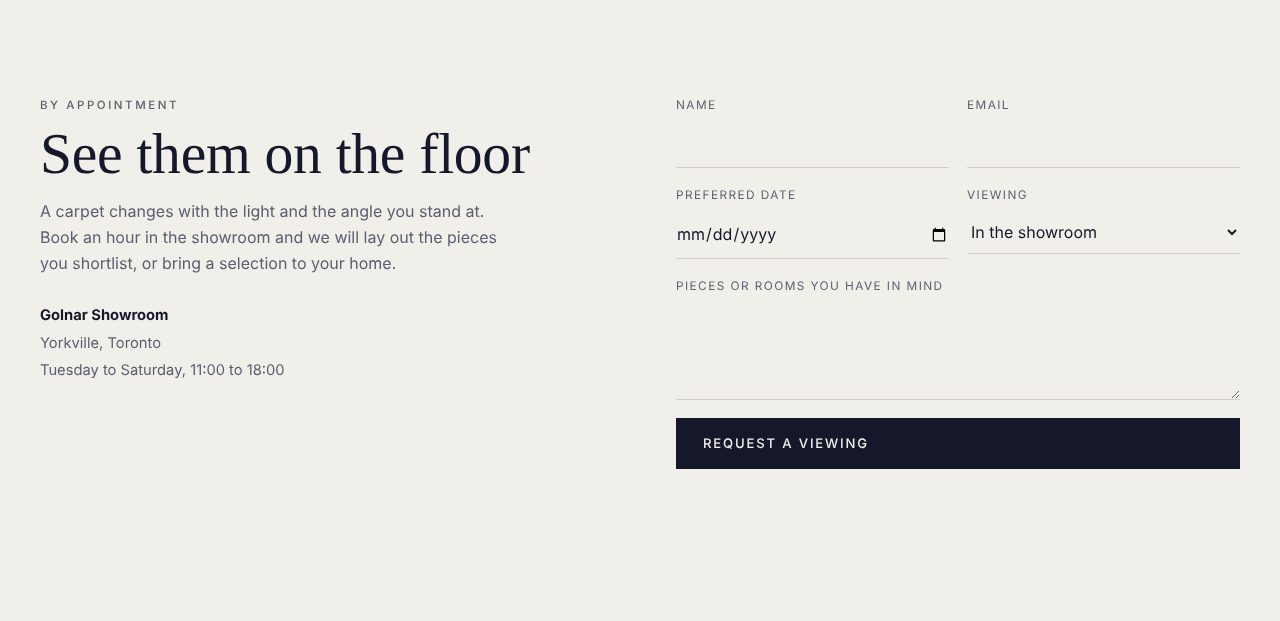 BY APPOINTMENT
See them on the floor
A carpet changes with the light and the angle you stand at.
Book an hour in the showroom and we will lay out the pieces
you shortlist, or bring a selection to your home.
Golnar Showroom
Yorkville, Toronto
Tuesday to Saturday, 11:00 to 18:00
NAME
EMAIL
PREFERRED DATE
VIEWING
mm/dd/yyyy
In the showroom
PIECES OR ROOMS YOU HAVE IN MIND
REQUEST A VIEWING